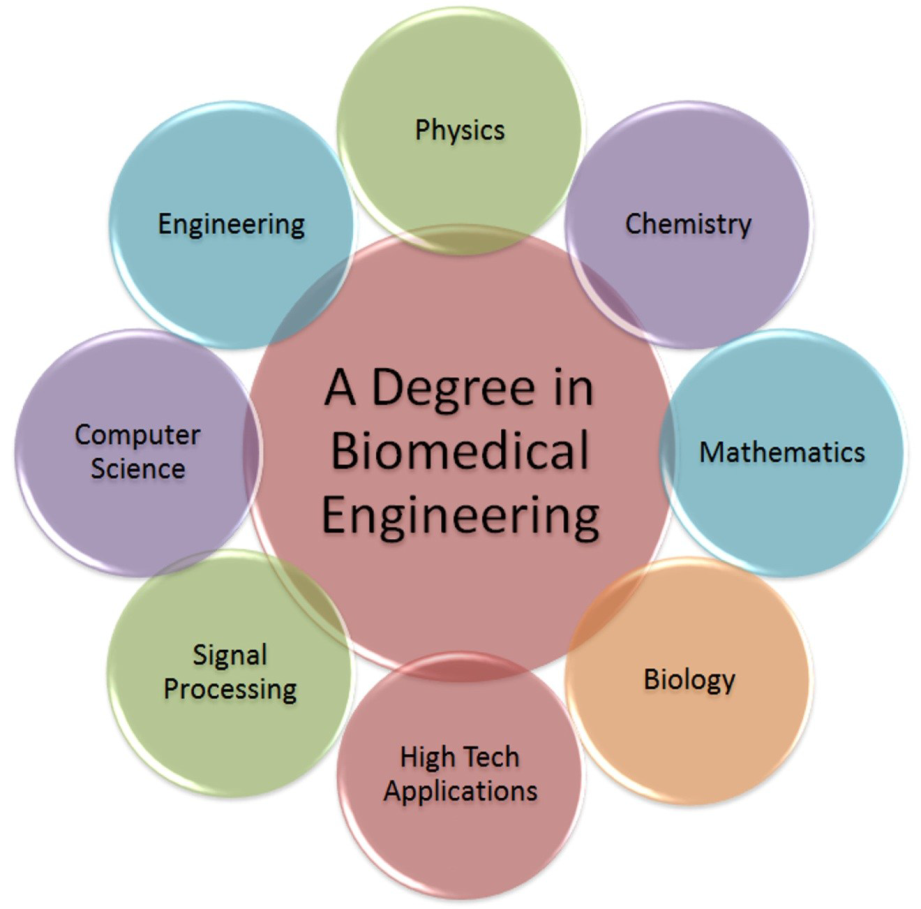 Physics
Engineering
Chemistry
A Degree in
Biomedical
Engineering
Computer
Science
Mathematics
Signal
Processing
Biology
High Tech
Applications